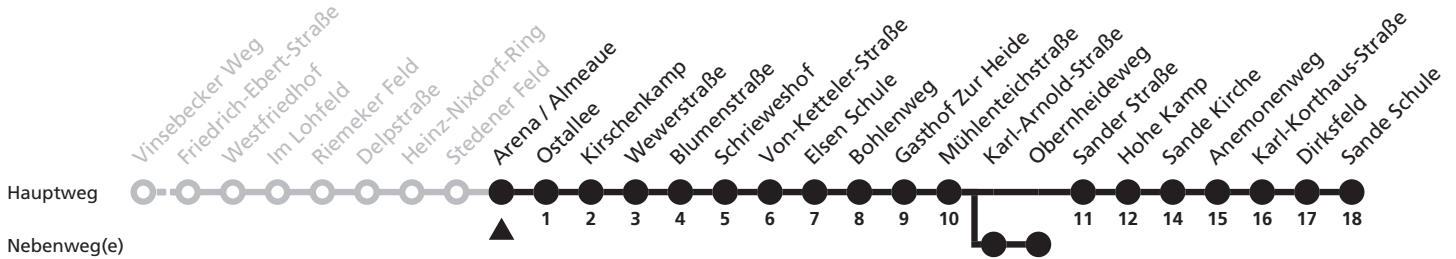 Vinsebecker Weg
Friedrich-Ebert-Straße
Westfriedhof
Im Lohfeld
Riemeker Feld
Delpstraße
Heinz-Nixdorf-Ring
Stedener Feld
Arena / Almeaue
Ostallee
Kirschenkamp
Wewerstraße
Blumenstraße
Schrieweshof
Von-Ketteler-Straße
Elsen Schule
Bohlenweg
Gasthof Zur Heide
Mühlenteichstraße
Karl-Arnold-Straße
Obernheideweg
Sander Straße
Hohe Kamp
Sande Kirche
Anemonenweg
Karl-Korthaus-Straße
Dirksfeld
Sande Schule
Hauptweg
1 2 3 4 5 6 7 8 9 10 11 12 14 15 16 17 18
Nebenweg(e)